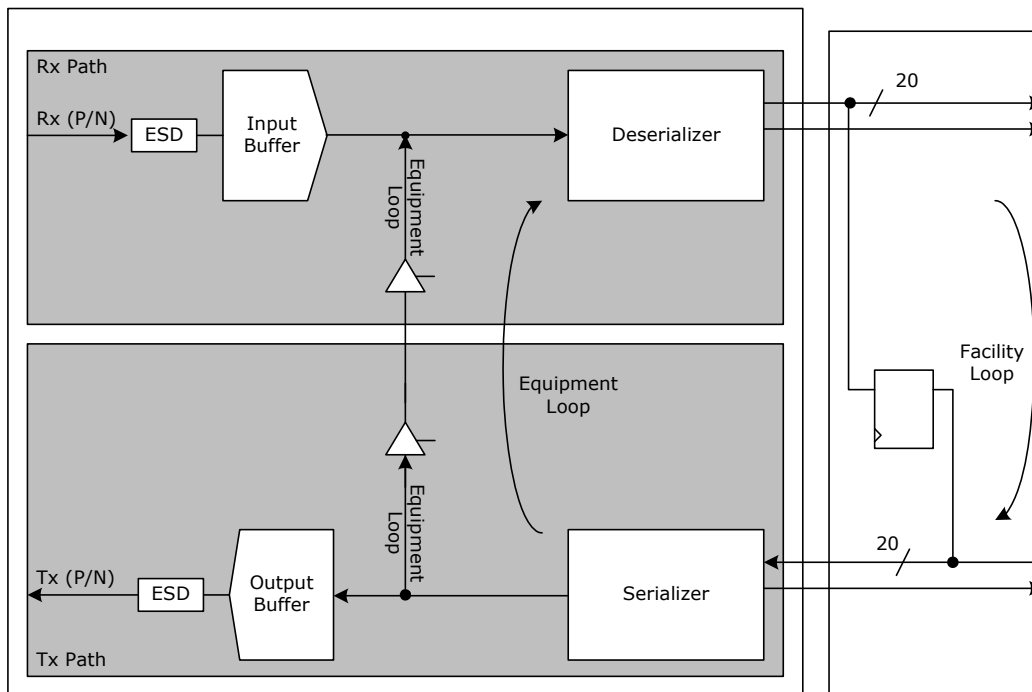 Rx Path
20
Rx (P/N)
ESD
Input
Buffer
Deserializer
Equipment
Loop
Equipment
Loop
Facility
Loop
Equipment
Loop
20
Tx (P/N)
ESD
Output
Buffer
Serializer
Tx Path